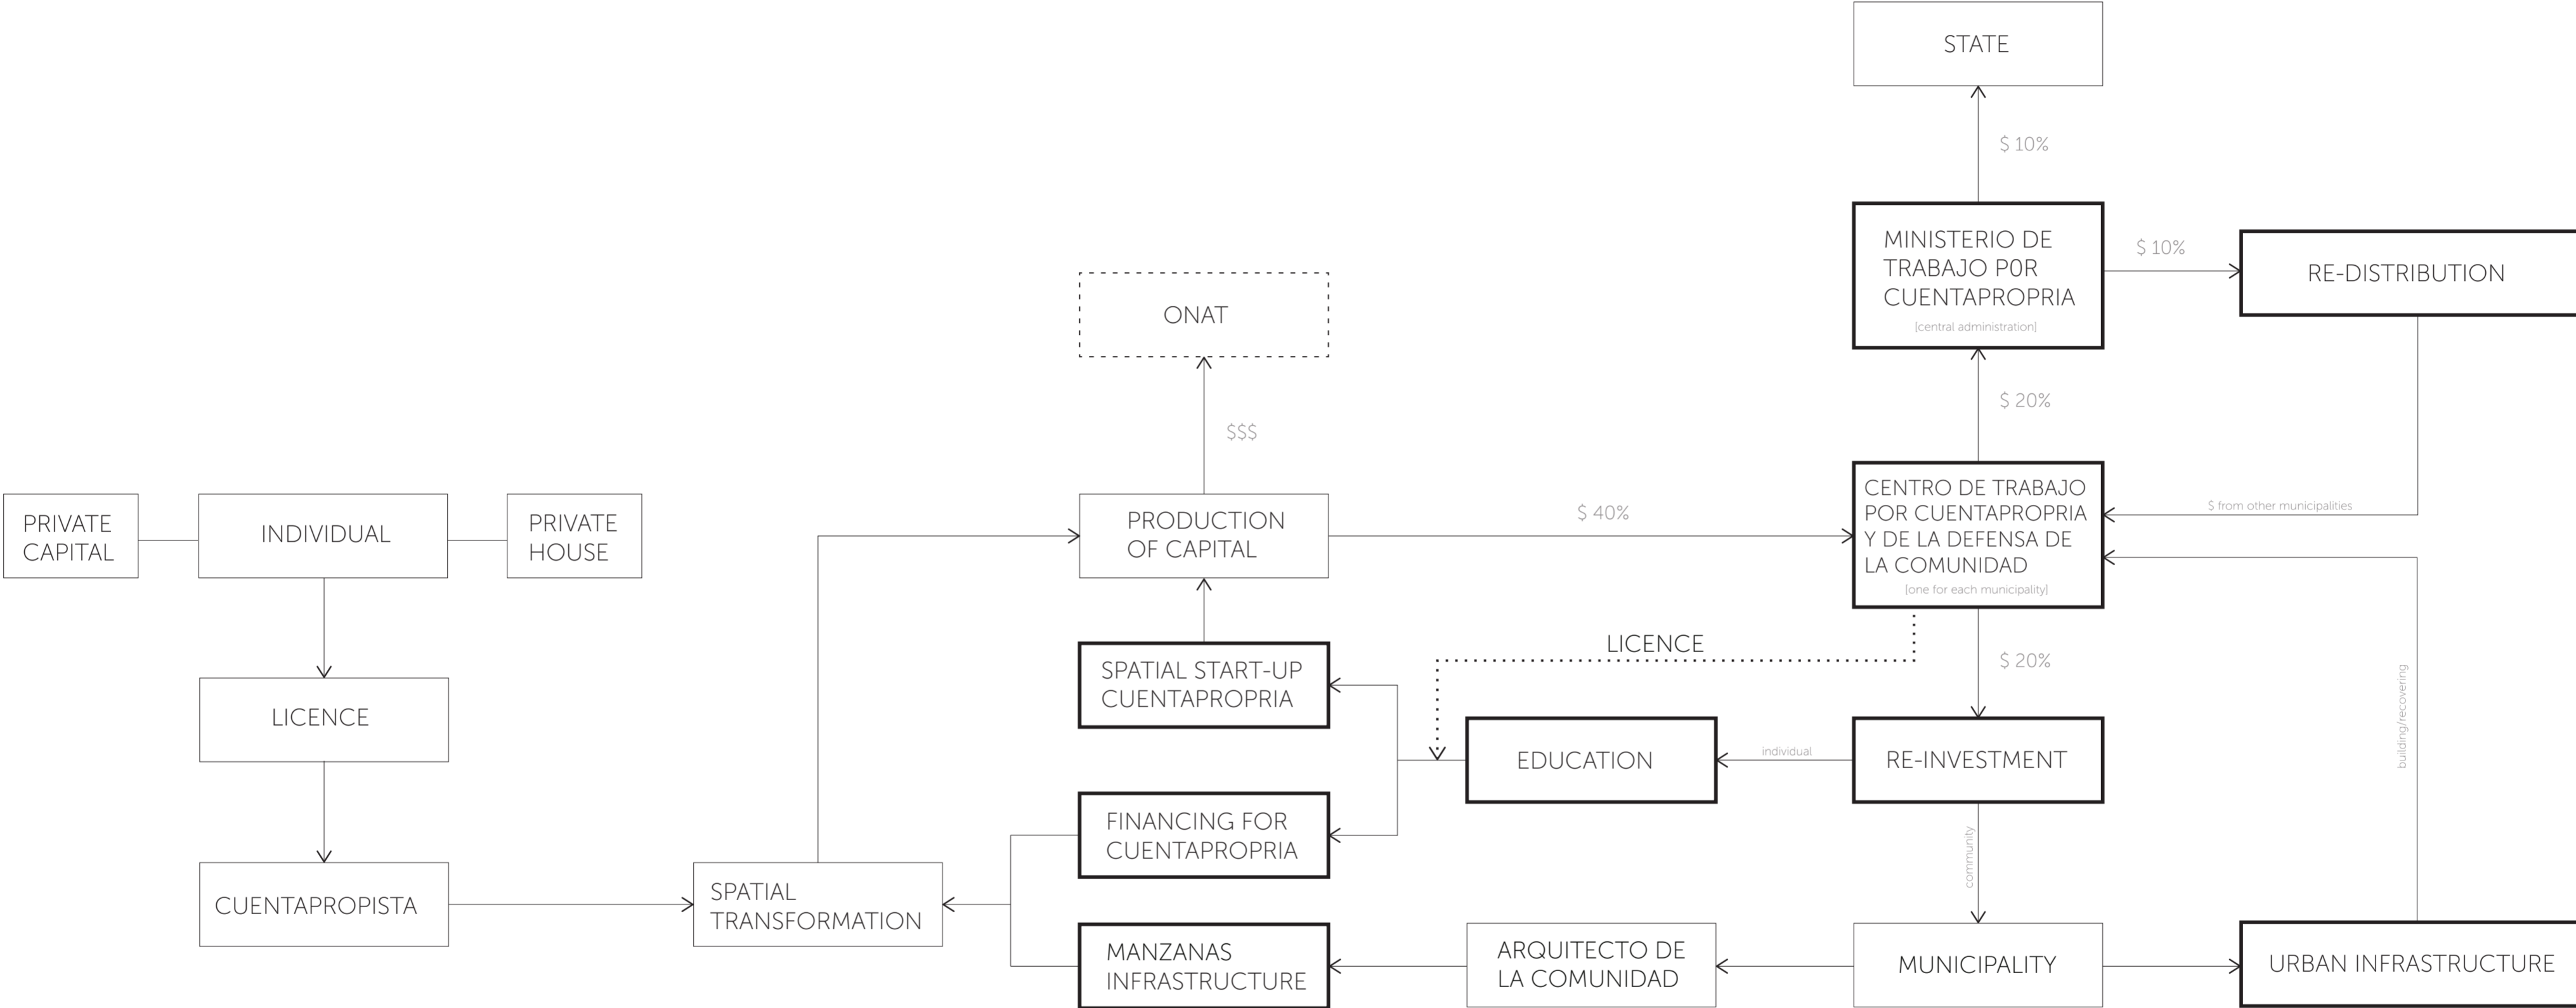 STATE
$ 10%
MINISTERIO DE
TRABAJO P0R
CUENTAPROPRIA
[central administration]
$ 10%
RE-DISTRIBUTION
ONAT
$ 20%
$$$
PRIVATE
CAPITAL
INDIVIDUAL
PRIVATE
HOUSE
PRODUCTION
OF CAPITAL
$ 40%
CENTRO DE TRABAJO
POR CUENTAPROPRIA
Y DE LA DEFENSA DE
LA COMUNIDAD
[one for each municipality]
$ from other municipalities
LICENCE
$ 20%
building/recovering
SPATIAL START-UP
CUENTAPROPRIA
LICENCE
EDUCATION
individual
RE-INVESTMENT
FINANCING FOR
CUENTAPROPRIA
community
CUENTAPROPISTA
SPATIAL
TRANSFORMATION
MANZANAS
INFRASTRUCTURE
ARQUITECTO DE
LA COMUNIDAD
MUNICIPALITY
URBAN INFRASTRUCTURE